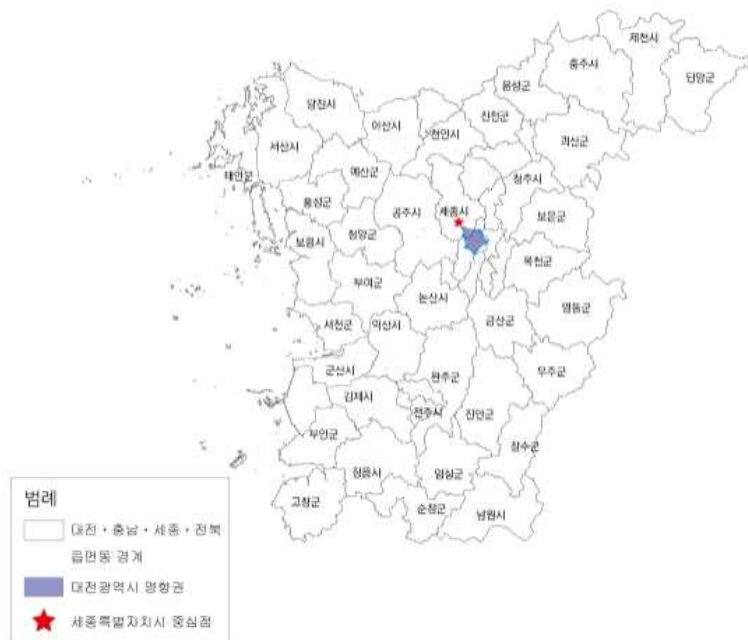 제천시
충주시
단양군
음성군
당진시
진천군
아산시
천안시
괴산군
서산시
예산군
태안군
청주시
홍성군
공주시
세종시
보은군
보령시
청양군
옥천군
부여군
논산시
영동군
서천군
익산시
금산군
군산시
완주군
무주군
김제시
전주시
진안군
부안군
장수군
정읍시
임실군
고창군
순창군
남원시
범례
대전・충남・세종・전북
읍면동 경계
대전광역시 영향권
세종특별자치시 중심점